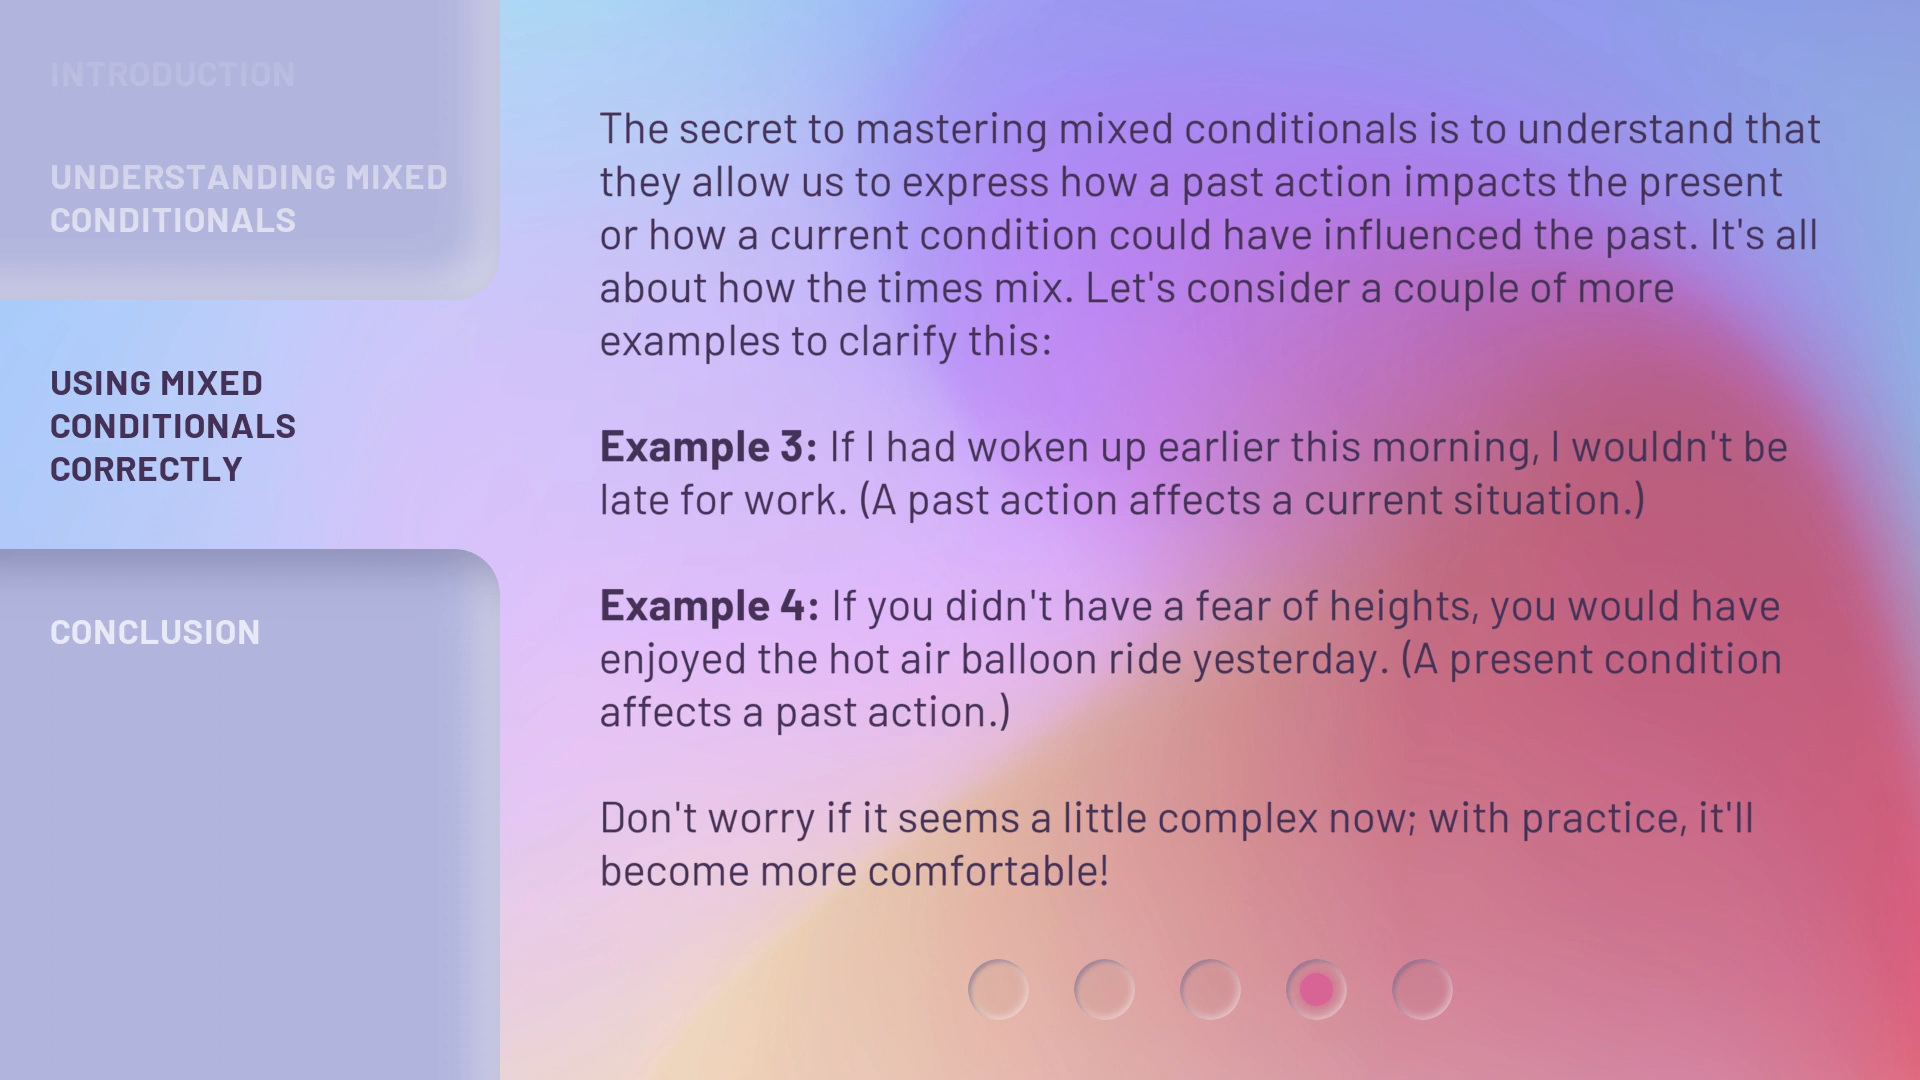 INTRODUCTION
UNDERSTANDING MIXED
CONDITIONALS
USING MIXED
CONDITIONALS
CORRECTLY
CONCLUSION
The secret to mastering mixed conditionals is to understand that
they allow us to express how a past action impacts the present
or how a current condition could have influenced the past. It's all
about how the times mix. Let's consider a couple of more
examples to clarify this:
Example 3: If I had woken up earlier this morning, I wouldn't be
late for work. (A past action affects a current situation.)
Example 4: If you didn't have a fear of heights, you would have
enjoyed the hot air balloon ride yesterday. (A present condition
affects a past action.)
Don't worry if it seems a little complex now; with practice, it'll
become more comfortable!